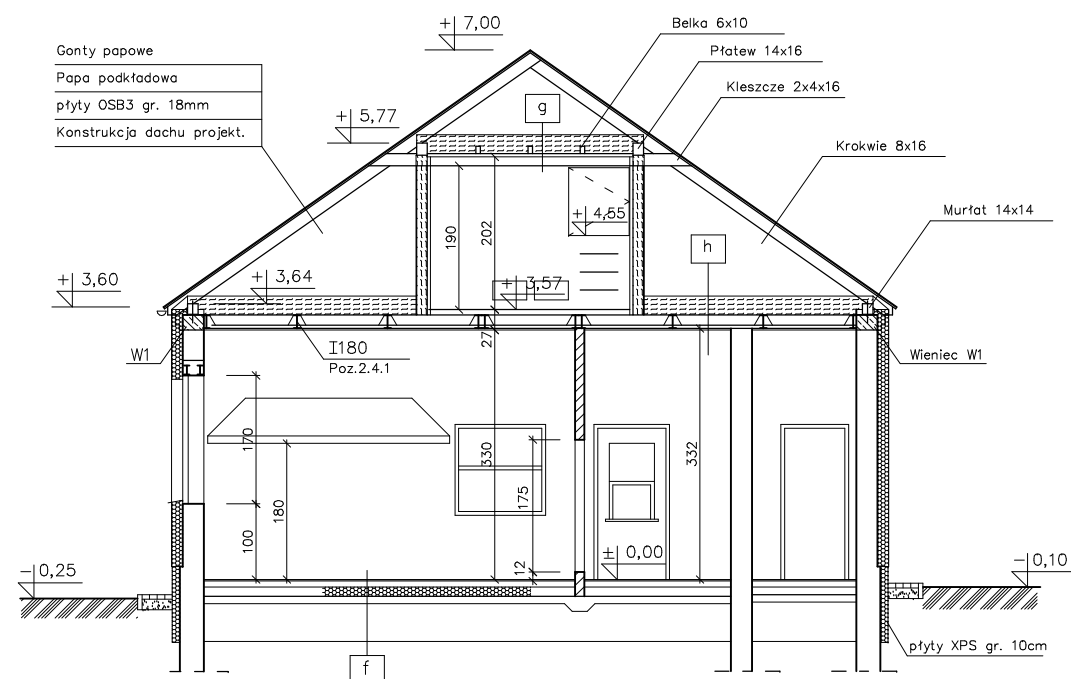 + 7,00
Belka 6x10
Gonty papowe
Płatew 14x16
Papa podkładowa
Kleszcze 2x4x16
płyty OSB3 gr. 18mm
g
+ 5,77
Konstrukcja dachu projekt.
Krokwie 8x16
Murłat 14x14
+ 4,55
190
202
h
+ 3,60
+ 3,64
+ 3,57
27
W1
I180
Poz.2.4.1
Wieniec W1
170
330
332
175
180
100
12
± 0,00
- 0,25
- 0,10
płyty XPS gr. 10cm
f